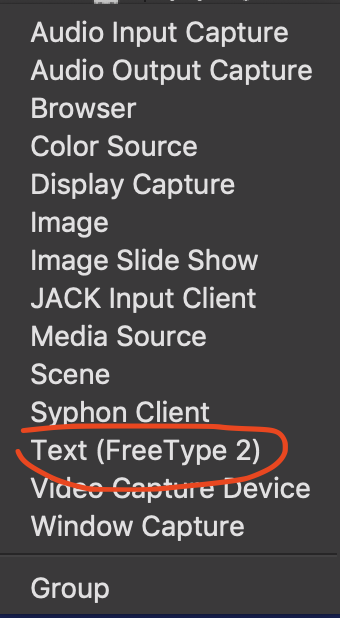 Audio Input Capture
Audio Output Capture
Browser
Color Source
Display Capture
Image
Image Slide Show
JACK Input Client
Media Source
Scene
Syphon Client
Text (FreeType 2)
Video Capture Device
Window Capture
Group